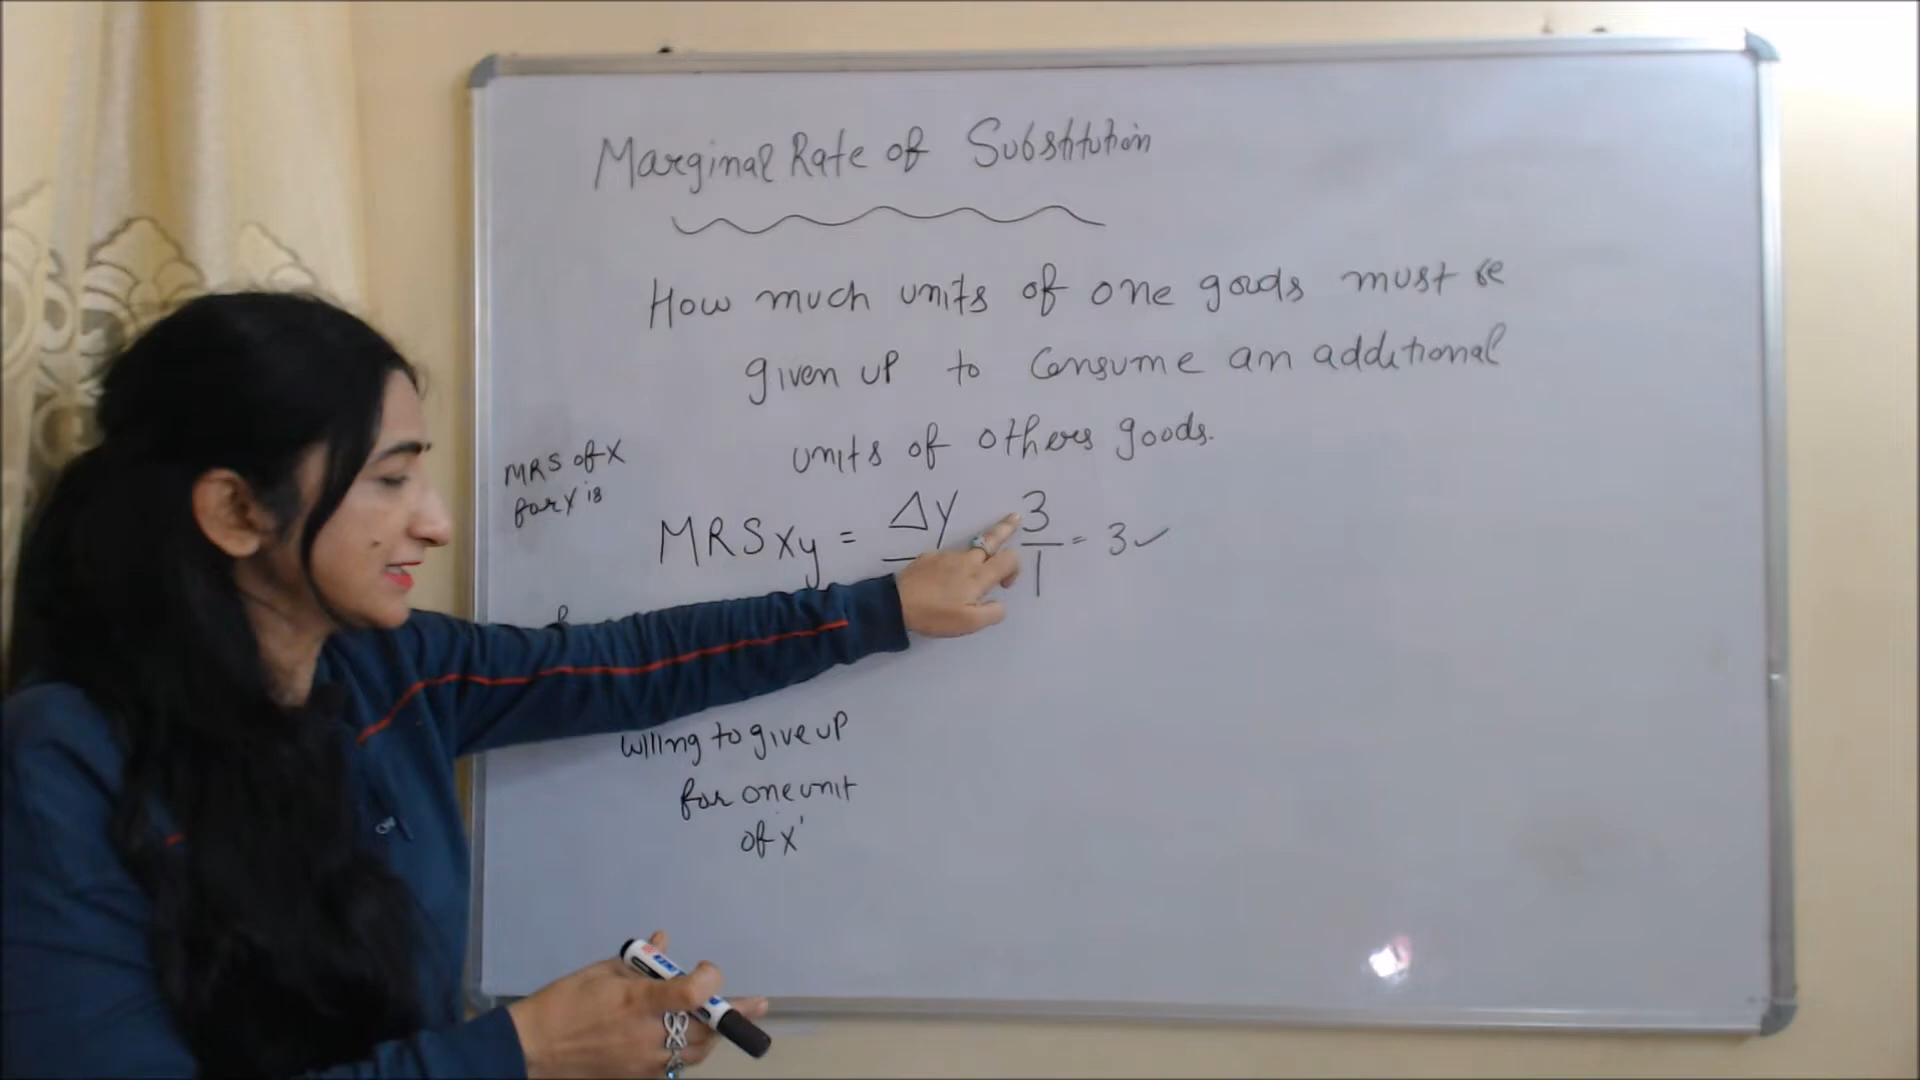 Marginal Rate of Substitution
How much units of one goods must be
given up to Consume an additional
units of others goods.
MRS of X
for Y is
MRSxy = ΔY 3/1 = 3 ✓
willing to give up
for one unit
of X'